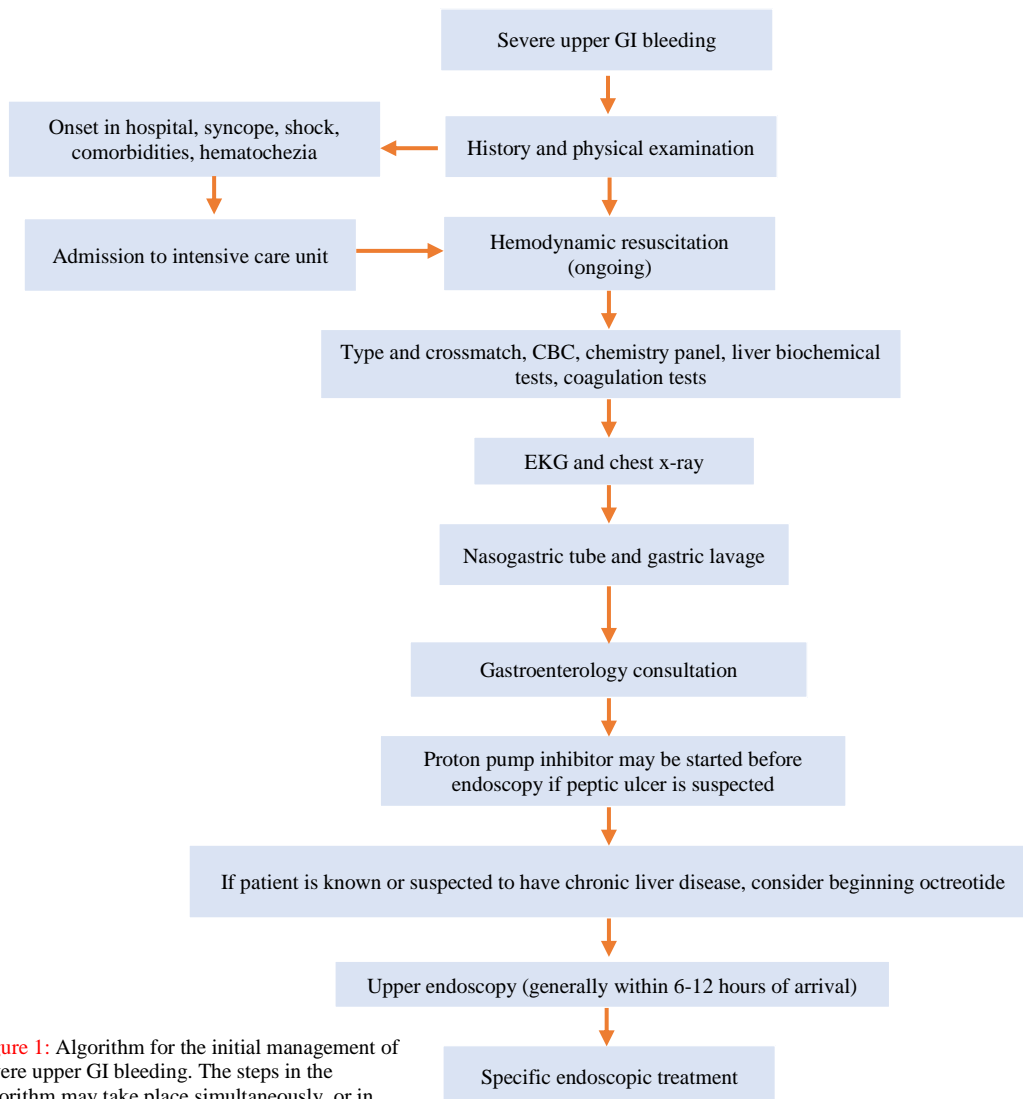 Severe upper GI bleeding
Onset in hospital, syncope, shock,
comorbidities, hematochezia
History and physical examination
Admission to intensive care unit
Hemodynamic resuscitation
(ongoing)
Type and crossmatch, CBC, chemistry panel, liver biochemical
tests, coagulation tests
EKG and chest x-ray
Nasogastric tube and gastric lavage
Gastroenterology consultation
Proton pump inhibitor may be started before
endoscopy if peptic ulcer is suspected
If patient is known or suspected to have chronic liver disease, consider beginning octreotide
Upper endoscopy (generally within 6-12 hours of arrival)
Specific endoscopic treatment
gure 1: Algorithm for the initial management of
vere upper GI bleeding. The steps in the
may take place simultaneously, or in